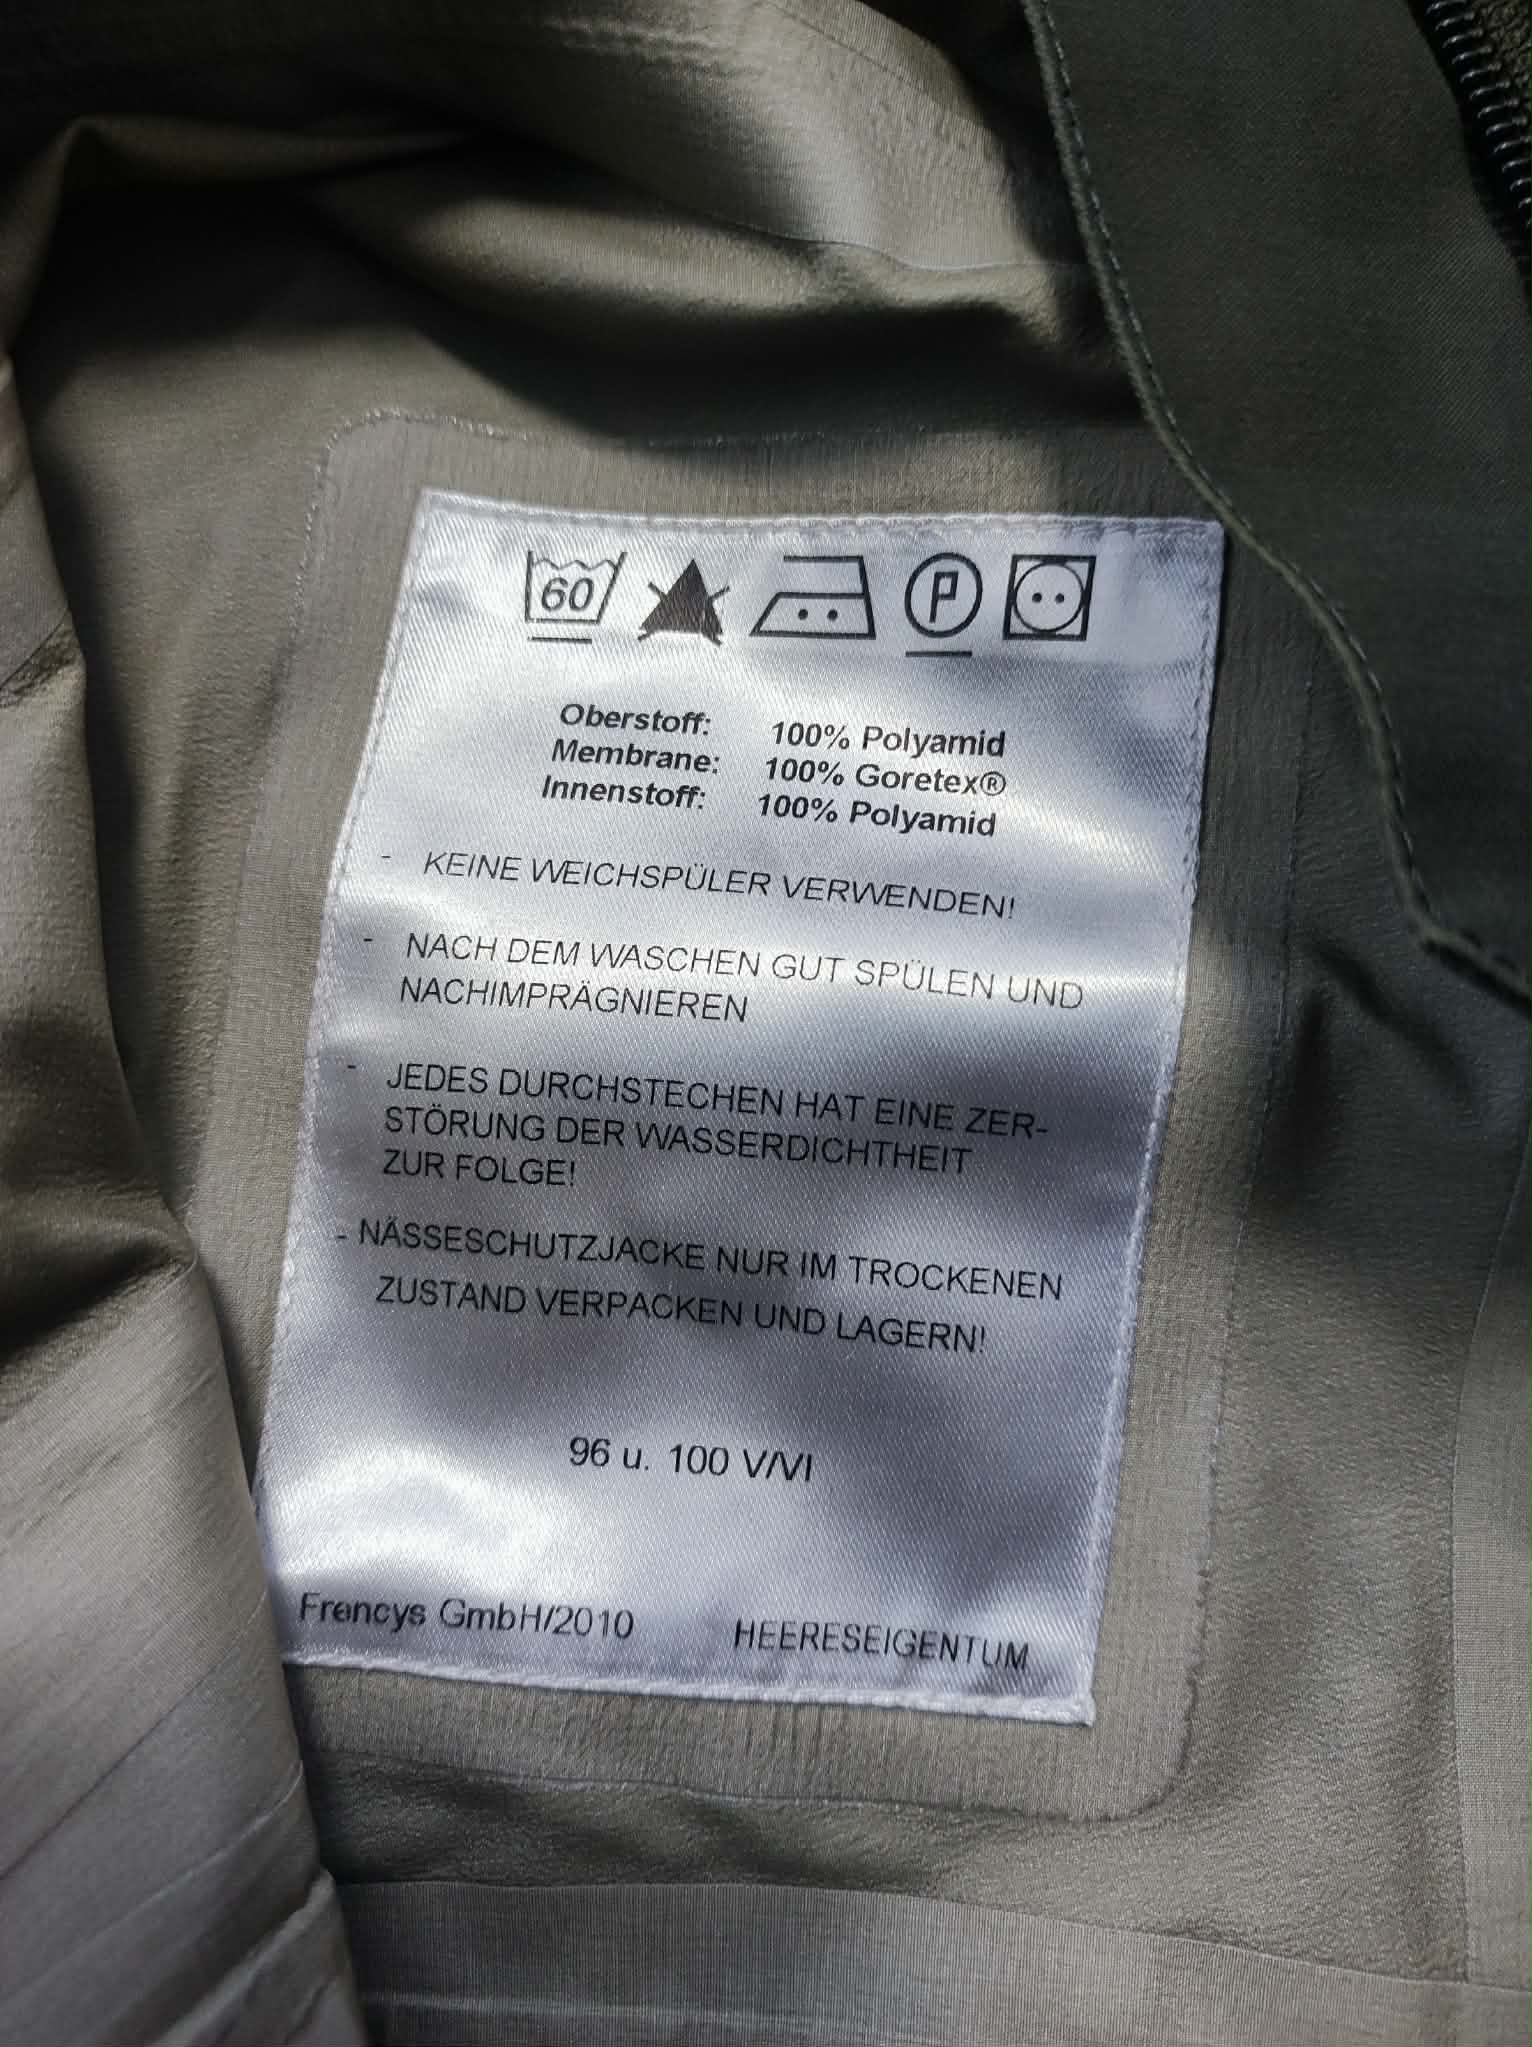 60
P
Oberstoff: 100% Polyamid
Membrane: 100% Goretex®
Innenstoff: 100% Polyamid
- KEINE WEICHSPÜLER VERWENDEN!
- NACH DEM WASCHEN GUT SPÜLEN UND
NACHIMPRÄGNIEREN
- JEDES DURCHSTECHEN HAT EINE ZER-
STÖRUNG DER WASSERDICHTHEIT
ZUR FOLGE!
- NÄSSESCHUTZJACKE NUR IM TROCKENEN
ZUSTAND VERPACKEN UND LAGERN!
96 u. 100 V/VI
Frencys GmbH/2010 HEERESEIGENTUM